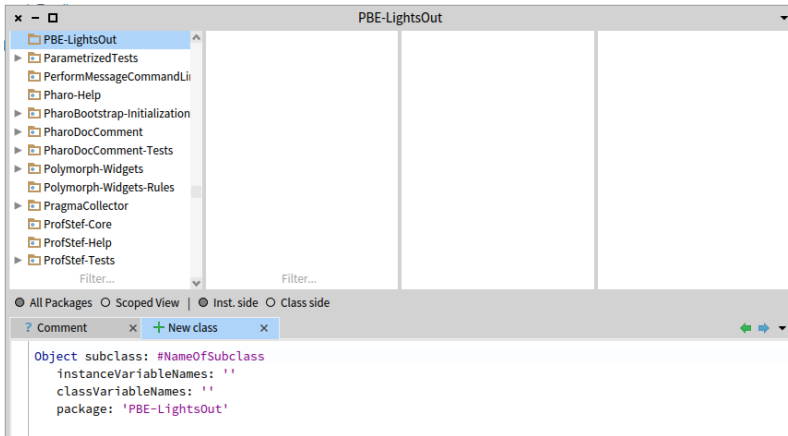 PBE-LightsOut
PBE-LightsOut
ParametrizedTests
PerformMessageCommandLi
Pharo-Help
PharoBootstrap-Initialization
PharoDocComment
PharoDocComment-Tests
Polymorph-Widgets
Polymorph-Widgets-Rules
PragmaCollector
ProfStef-Core
ProfStef-Help
ProfStef-Tests
Filter... Filter...
All Packages Scoped View | Inst. side Class side
? Comment × + New class ×
Object subclass: #NameOfSubclass
instanceVariableNames: ''
classVariableNames: ''
package: 'PBE-LightsOut'